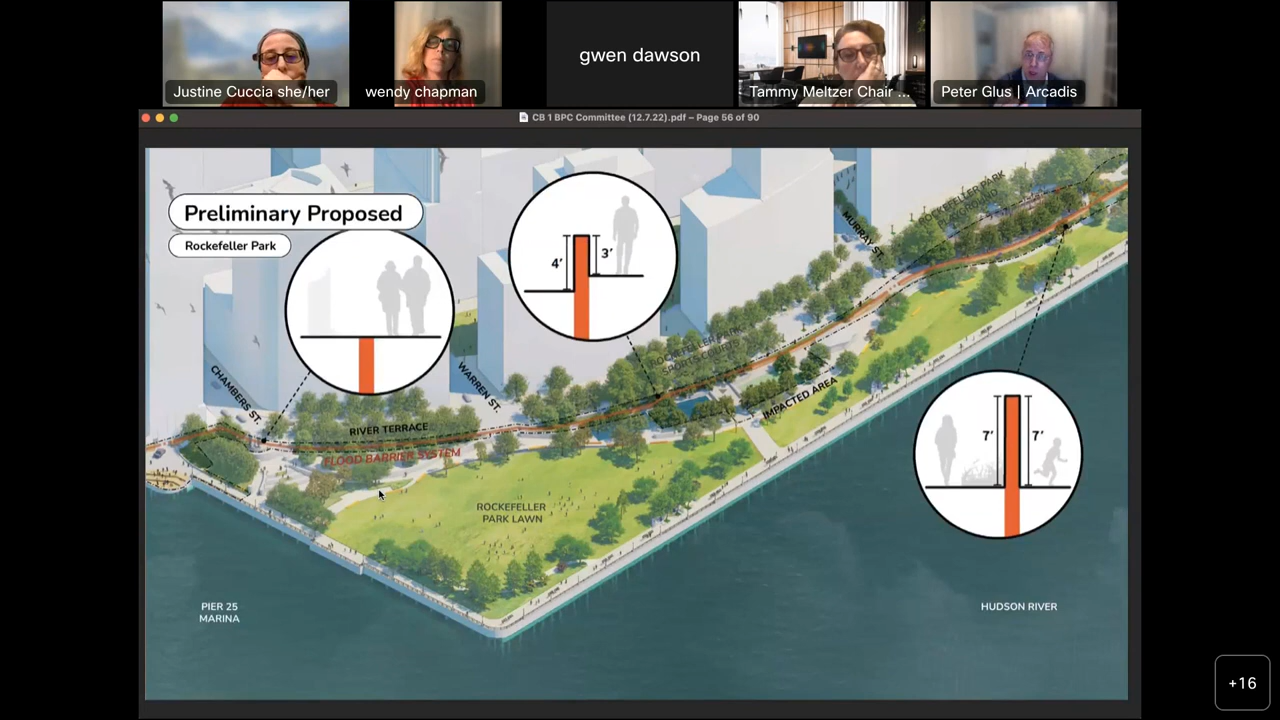 gwen dawson
Justine Cuccia she/her
wendy chapman
Tammy Meltzer Chair ...
Peter Glus | Arcadis
CB 1 BPC Committee (12.7.22).pdf – Page 56 of 90
Preliminary Proposed
Rockefeller Park
4’
3’
MURRAY ST.
ROCKEFELLER PARK
CHAMBERS ST.
WARREN ST.
RIVER TERRACE
IMPACTED AREA
FLOOD BARRIER SYSTEM
7’
7’
ROCKEFELLER
PARK LAWN
PIER 25
MARINA
HUDSON RIVER
+16